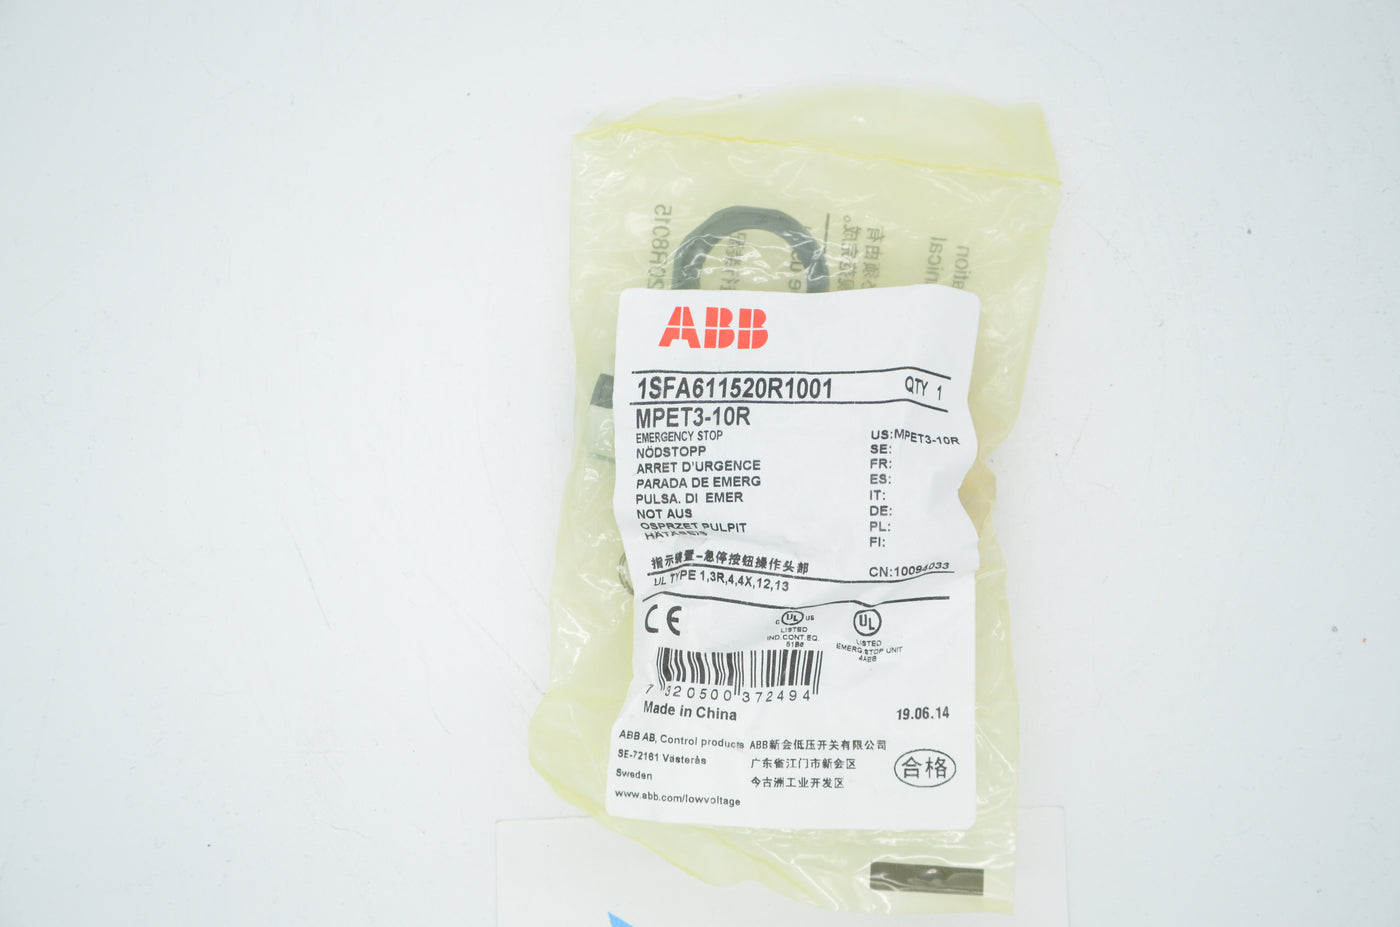 ABB
1SFA611520R1001 QTY 1
MPET3-10R
EMERGENCY STOP US:MPET3-10R
NÖDSTOPP SE:
ARRET D'URGENCE FR:
PARADA DE EMERG ES:
PULSA. DI EMER IT:
NOT AUS DE:
OSPRZET PULPIT PL:
HÄTÄSEIS FI:
指示装置-急停按钮操作头部 CN:10094033
UL TYPE 1,3R,4,4X,12,13
CE
c UL US
LISTED
IND.CONT.EQ.
61B8
UL
LISTED
EMERG.STOP UNIT
4ABB
7 320500 372494
Made in China 19.06.14
ABB AB, Control products ABB新会低压开关有限公司
SE-72161 Västerås 广东省江门市新会区
Sweden 今古洲工业开发区
www.abb.com/lowvoltage
合格